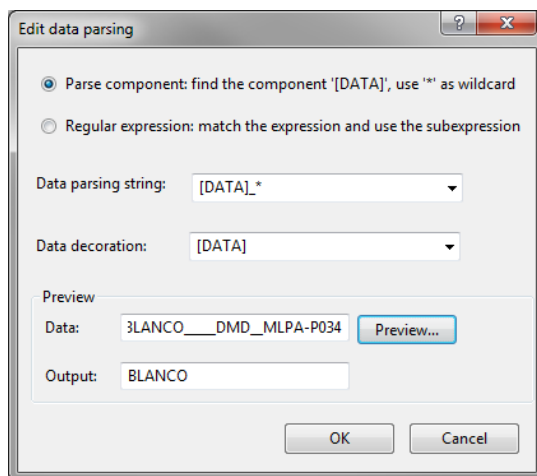 Edit data parsing
Parse component: find the component '[DATA]', use '*' as wildcard
Regular expression: match the expression and use the subexpression
Data parsing string: [DATA]_*
Data decoration: [DATA]
Preview
Data: BLANCO____DMD__MLPA-P034 Preview...
Output: BLANCO
OK Cancel